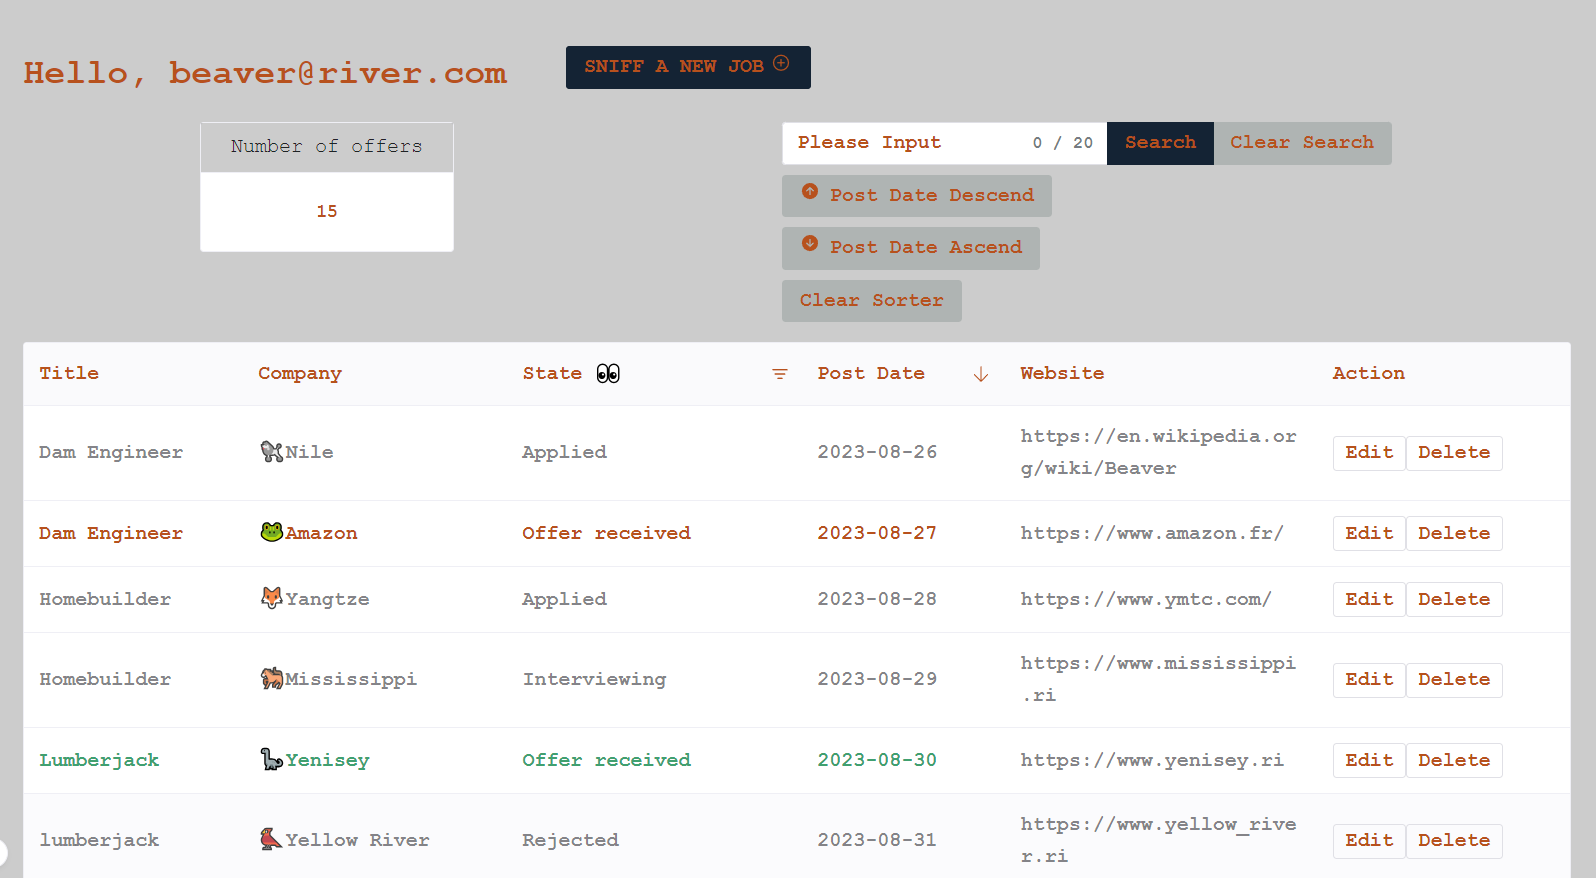 Hello, beaver@river.com
SNIFF A NEW JOB
Number of offers
15
Please Input 0 / 20 Search Clear Search
Post Date Descend
Post Date Ascend
Clear Sorter
Title Company State Post Date Website Action
Dam Engineer Nile Applied 2023-08-26 https://en.wikipedia.or
g/wiki/Beaver Edit Delete
Dam Engineer Amazon Offer received 2023-08-27 https://www.amazon.fr/ Edit Delete
Homebuilder Yangtze Applied 2023-08-28 https://www.ymtc.com/ Edit Delete
Homebuilder Mississippi Interviewing 2023-08-29 https://www.mississippi
.ri Edit Delete
Lumberjack Yenisey Offer received 2023-08-30 https://www.yenisey.ri Edit Delete
lumberjack Yellow River Rejected 2023-08-31 https://www.yellow_rive
r.ri Edit Delete